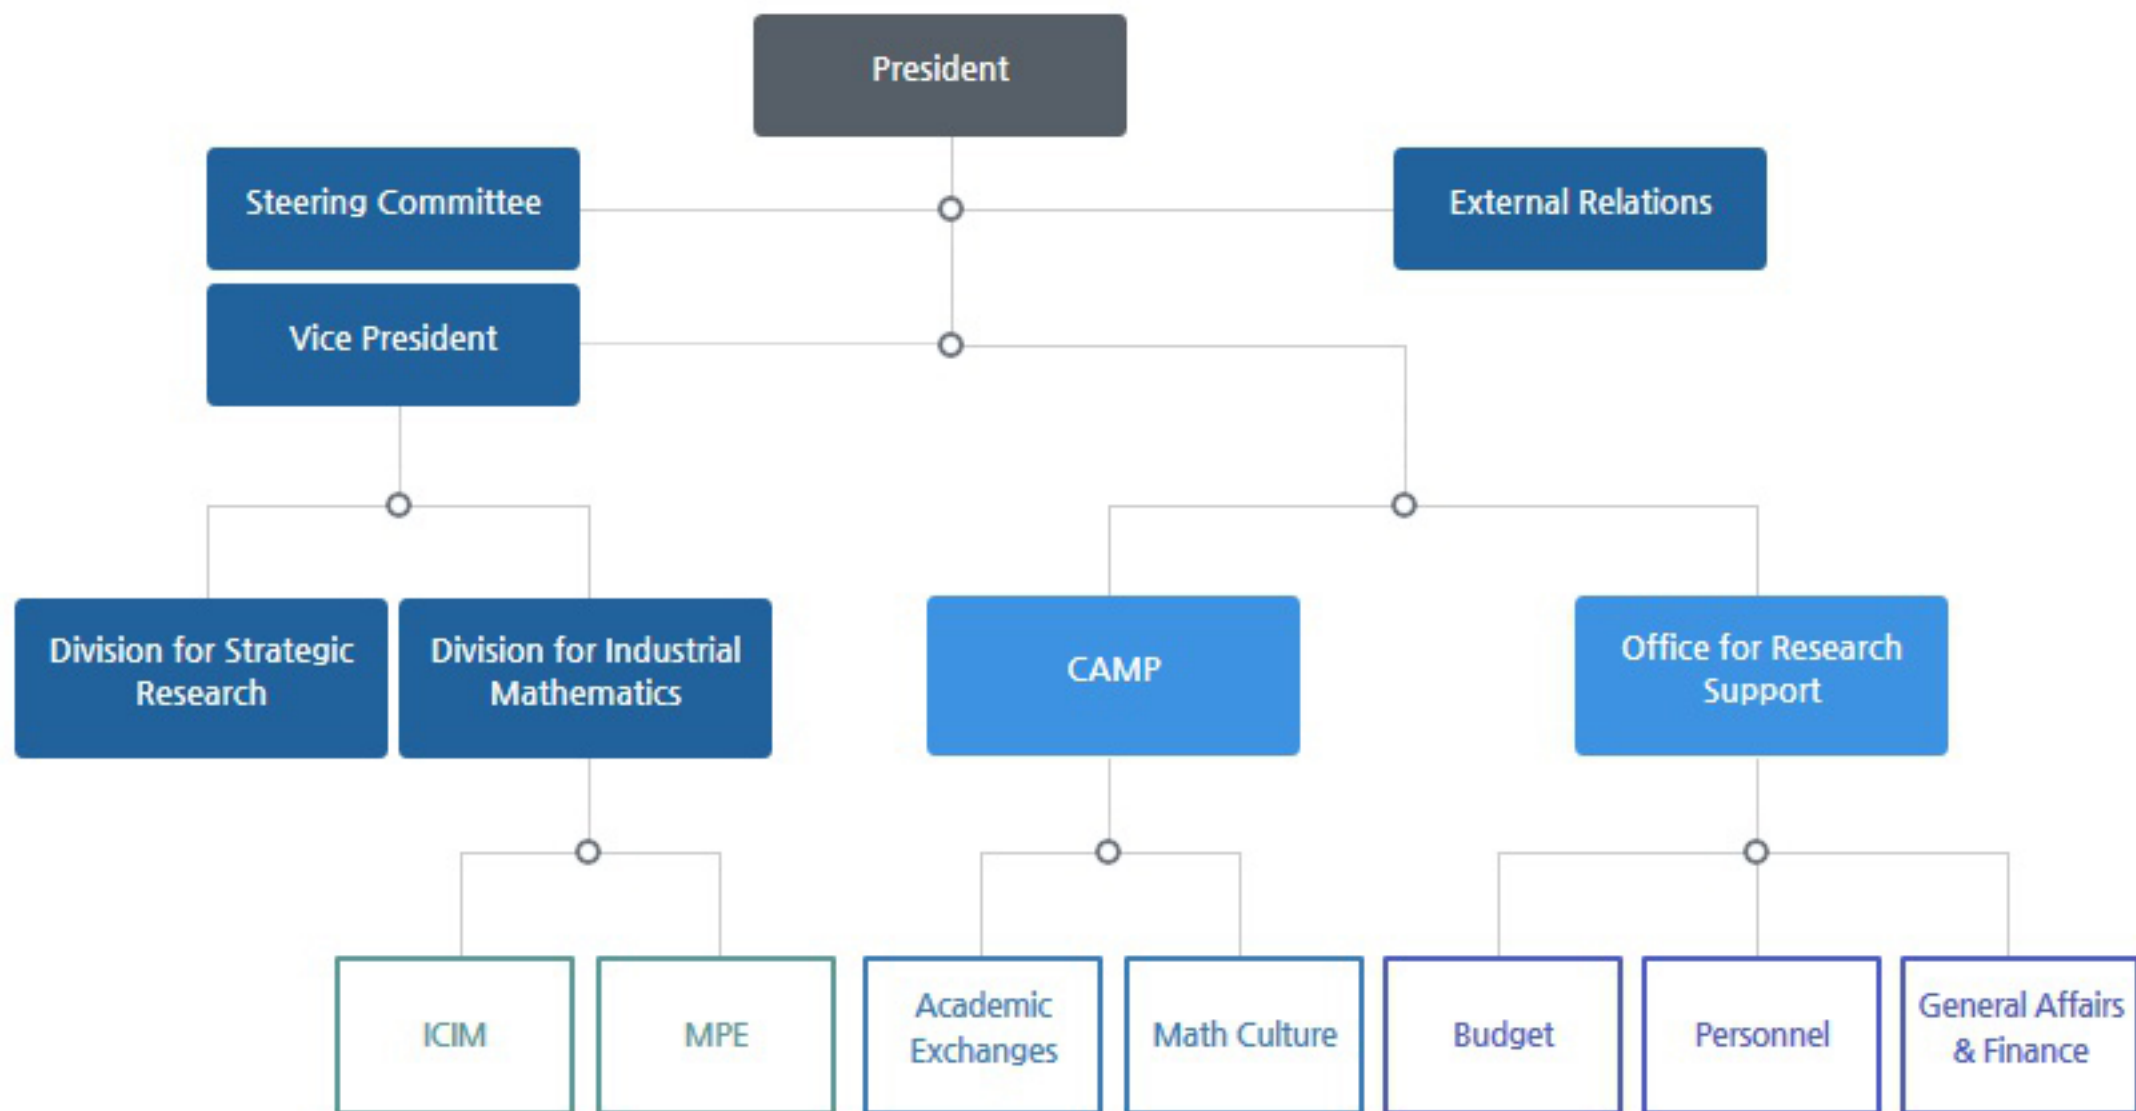 President
Steering Committee
External Relations
Vice President
Division for Strategic
Research
Division for Industrial
Mathematics
CAMP
Office for Research
Support
ICIM
MPE
Academic
Exchanges
Math Culture
Budget
Personnel
General Affairs
& Finance